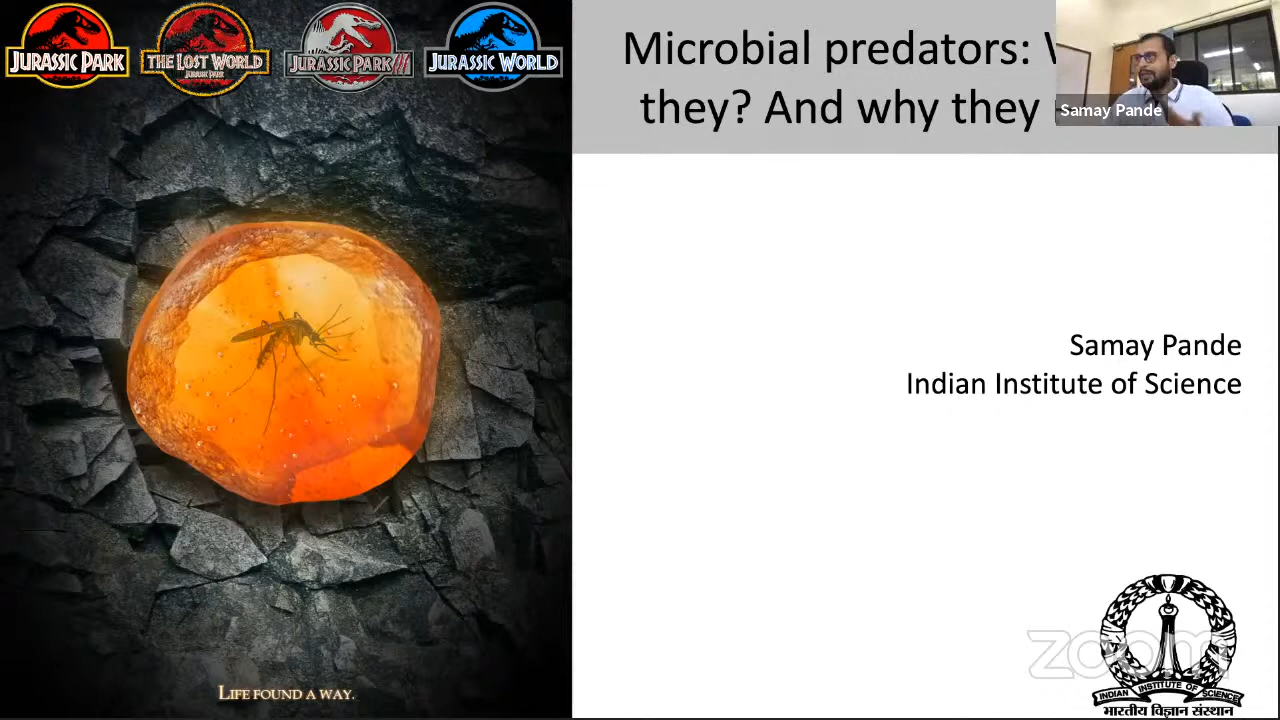 JURASSIC PARK
THE LOST WORLD
JURASSIC PARK
JURASSIC PARK III
JURASSIC WORLD
Microbial predators:
they? And why they
Samay Pande
Samay Pande
Indian Institute of Science
LIFE FOUND A WAY.
zoom
INDIAN INSTITUTE OF SCIENCE
भारतीय विज्ञान संस्थान